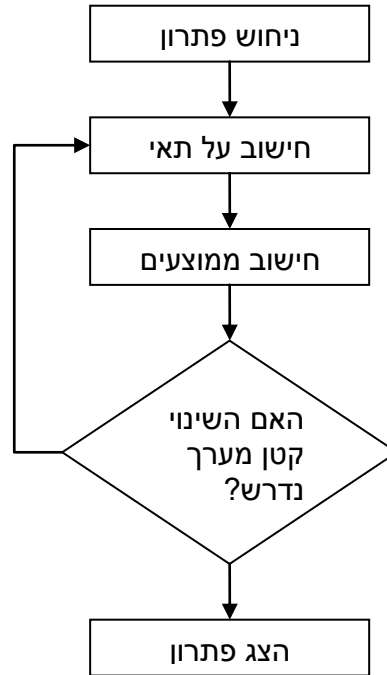 ניחוש פתרון
חישוב על תאי
חישוב ממוצעים
האם השינוי
קטן מערך
נדרש?
הצג פתרון